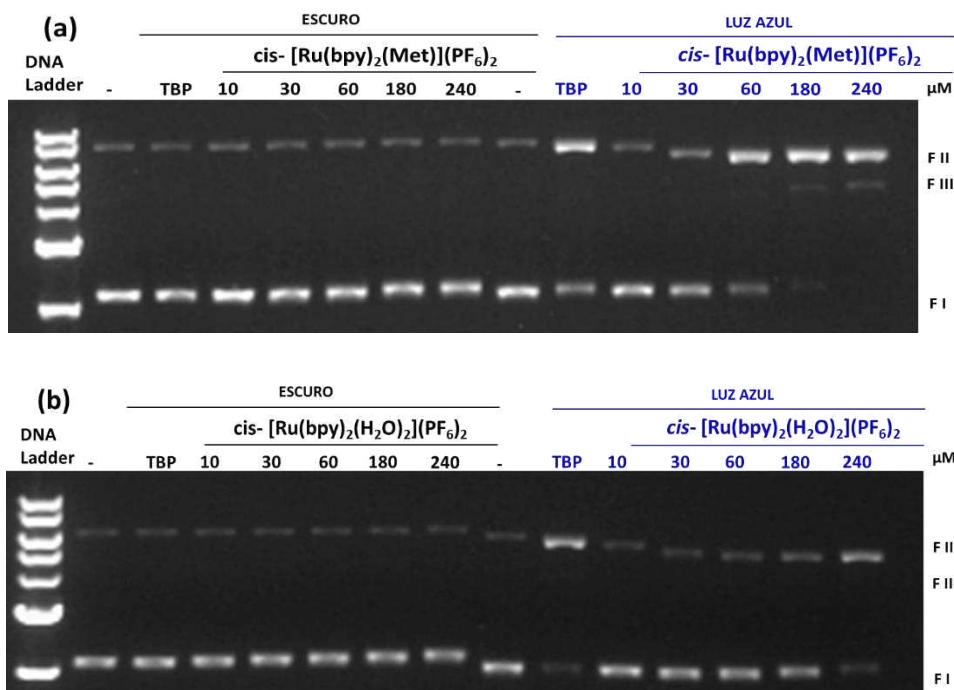 (a)
ESCURO
LUZ AZUL
DNA
Ladder
cis- [Ru(bpy)₂(Met)](PF₆)₂
cis- [Ru(bpy)₂(Met)](PF₆)₂
- TBP 10 30 60 180 240 - TBP 10 30 60 180 240 µM
F II
F III
F I
(b)
ESCURO
LUZ AZUL
DNA
Ladder
cis- [Ru(bpy)₂(H₂O)₂](PF₆)₂
cis- [Ru(bpy)₂(H₂O)₂](PF₆)₂
- TBP 10 30 60 180 240 - TBP 10 30 60 180 240 µM
F II
F II
F I